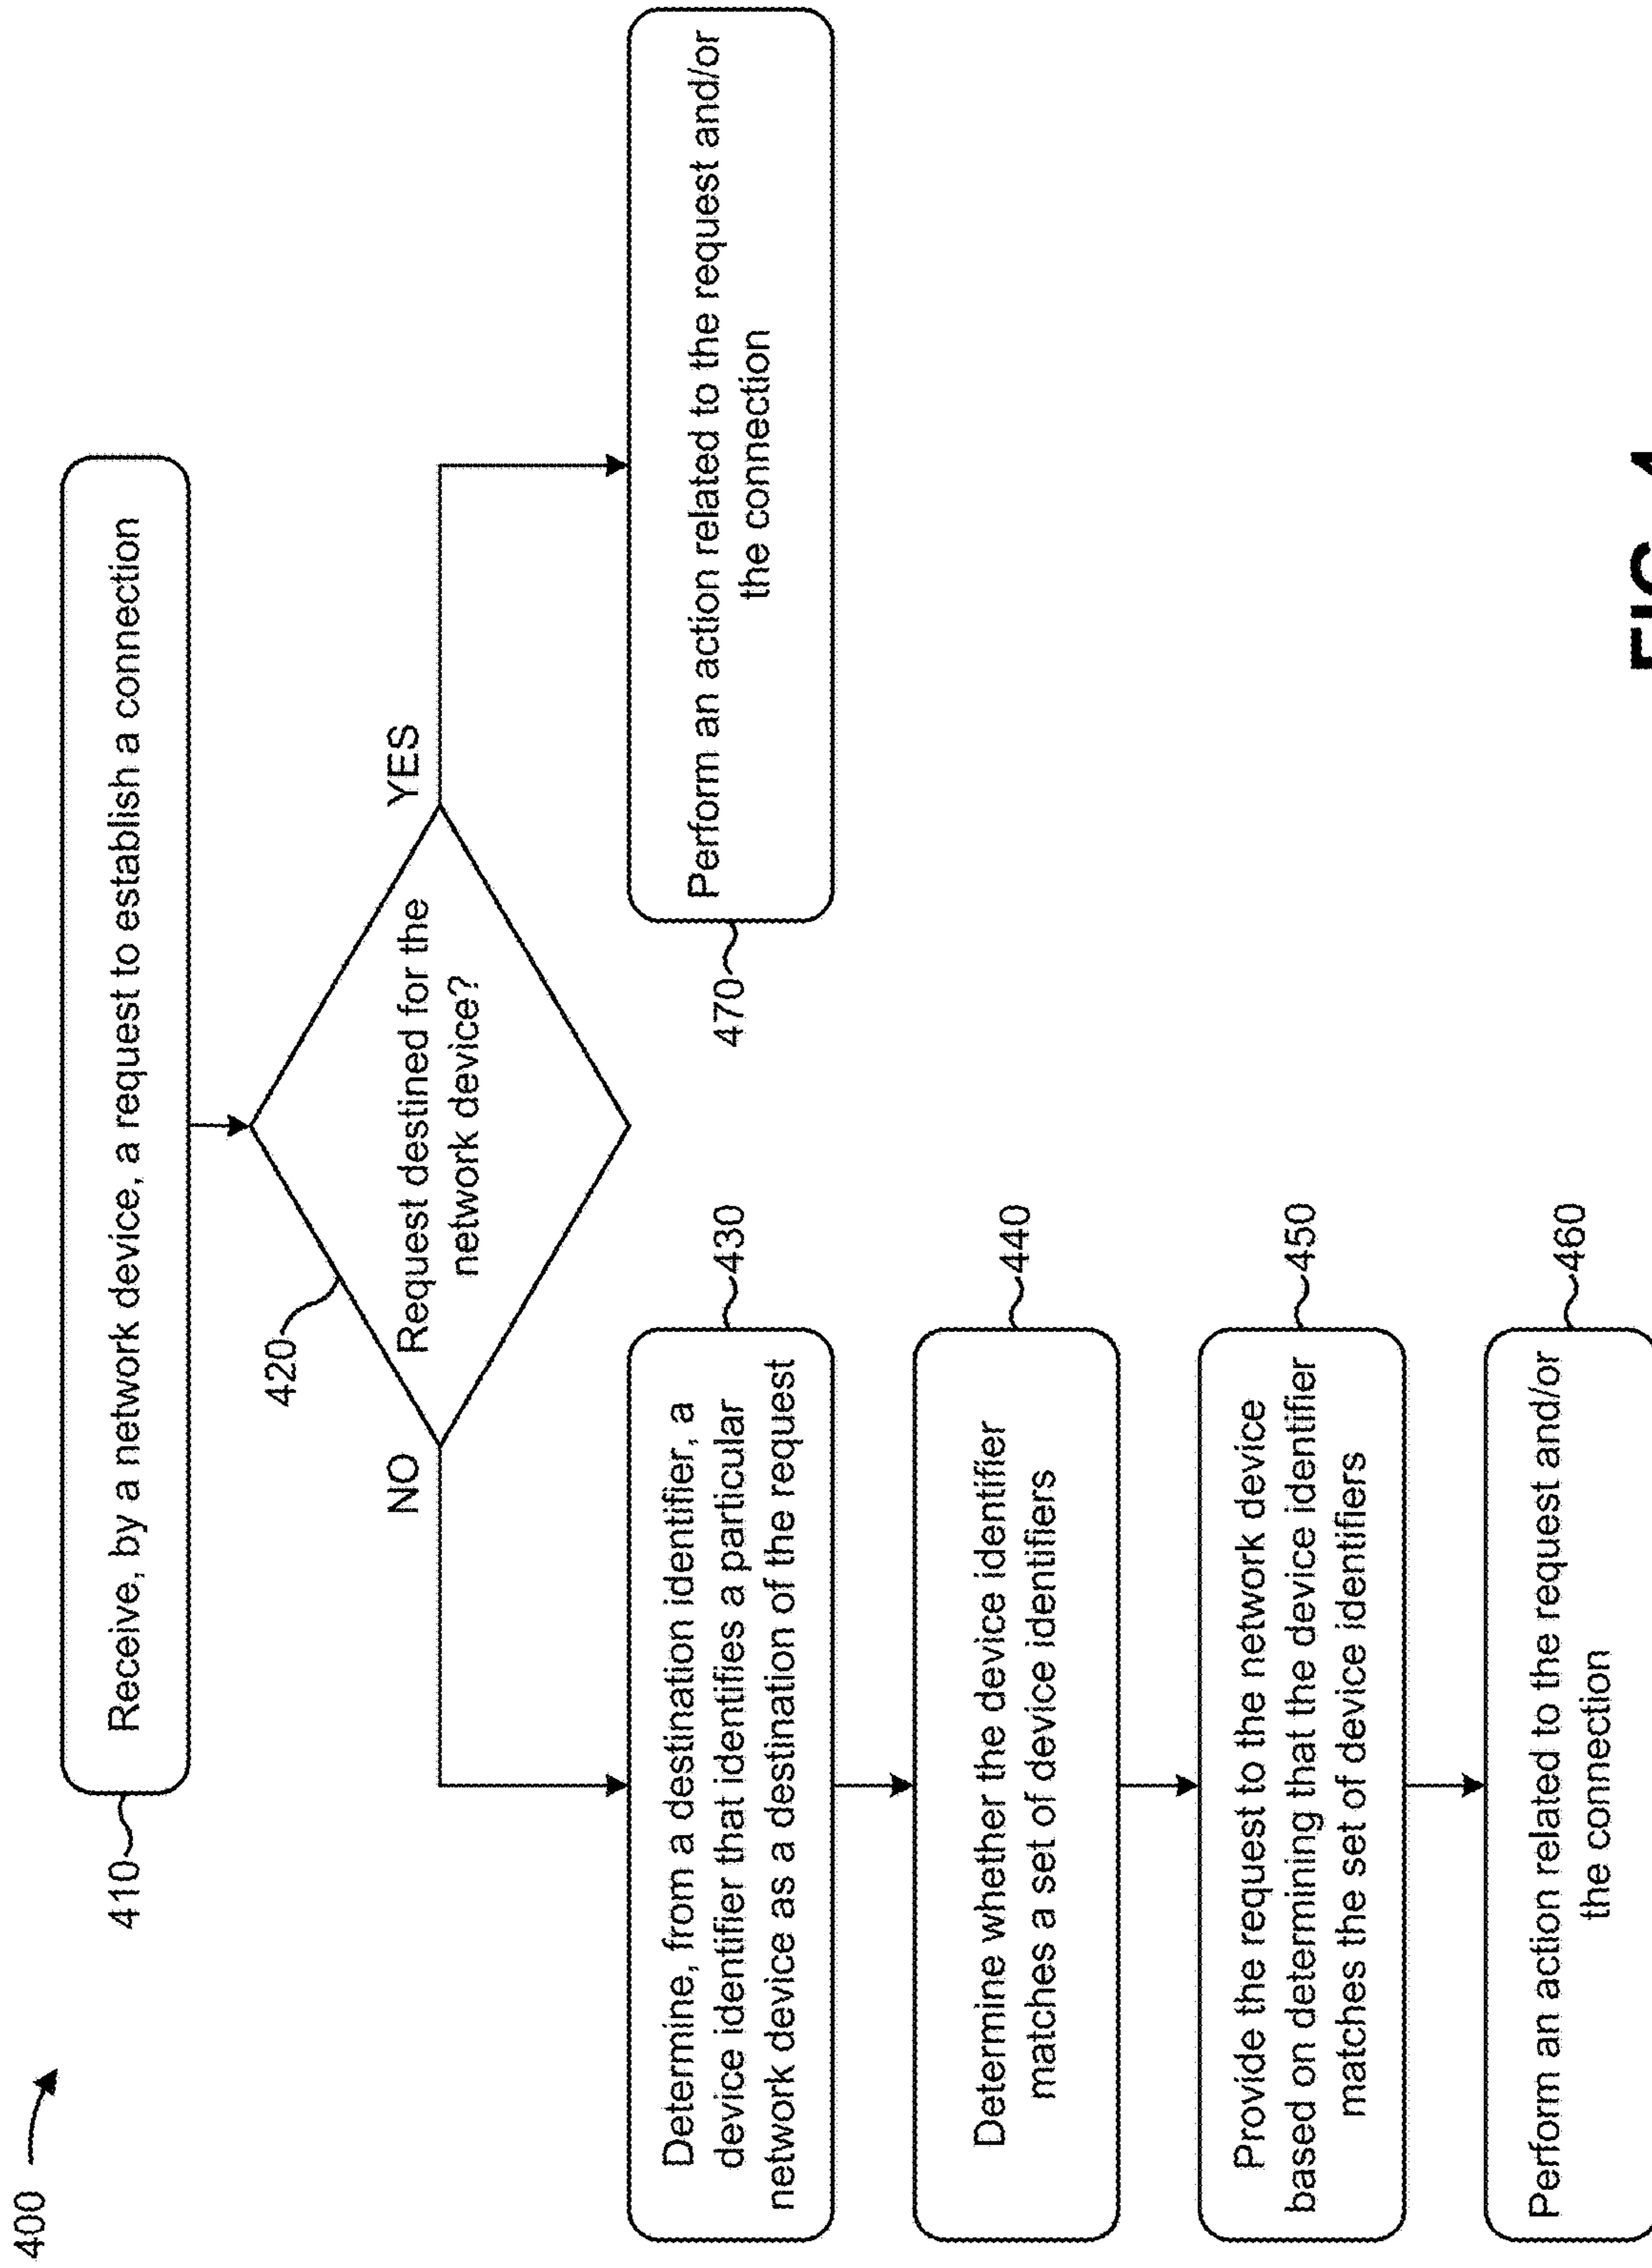 400
410
Receive, by a network device, a request to establish a connection
420
Request destined for the
network device?
NO
YES
430
Determine, from a destination identifier, a
device identifier that identifies a particular
network device as a destination of the request
470
Perform an action related to the request and/or
the connection
440
Determine whether the device identifier
matches a set of device identifiers
450
Provide the request to the network device
based on determining that the device identifier
matches the set of device identifiers
460
Perform an action related to the request and/or
the connection